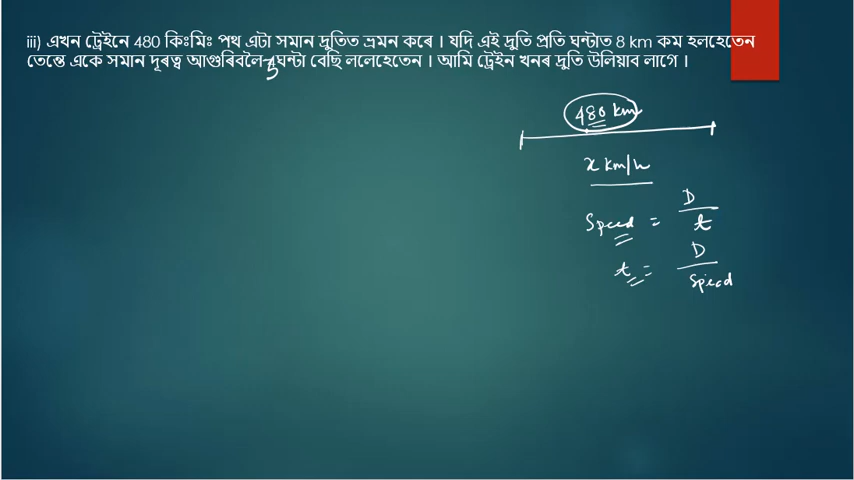 iii) এখন ট্ৰেইনে 480 কিঃমিঃ পথ এটা সমান দ্ৰুতিত ভ্ৰমন কৰে । যদি এই দ্ৰুতি প্ৰতি ঘন্টাত 8 km কম হলহেতেন
তেন্তে একে সমান দূৰত্ব আগুৰিবলৈ 3 ঘন্টা বেছি ললেহেতেন । আমি ট্ৰেইন খনৰ দ্ৰুতি উলিয়াব লাগে ।
480 km
x km/h
Speed = D/t
t = D/Speed